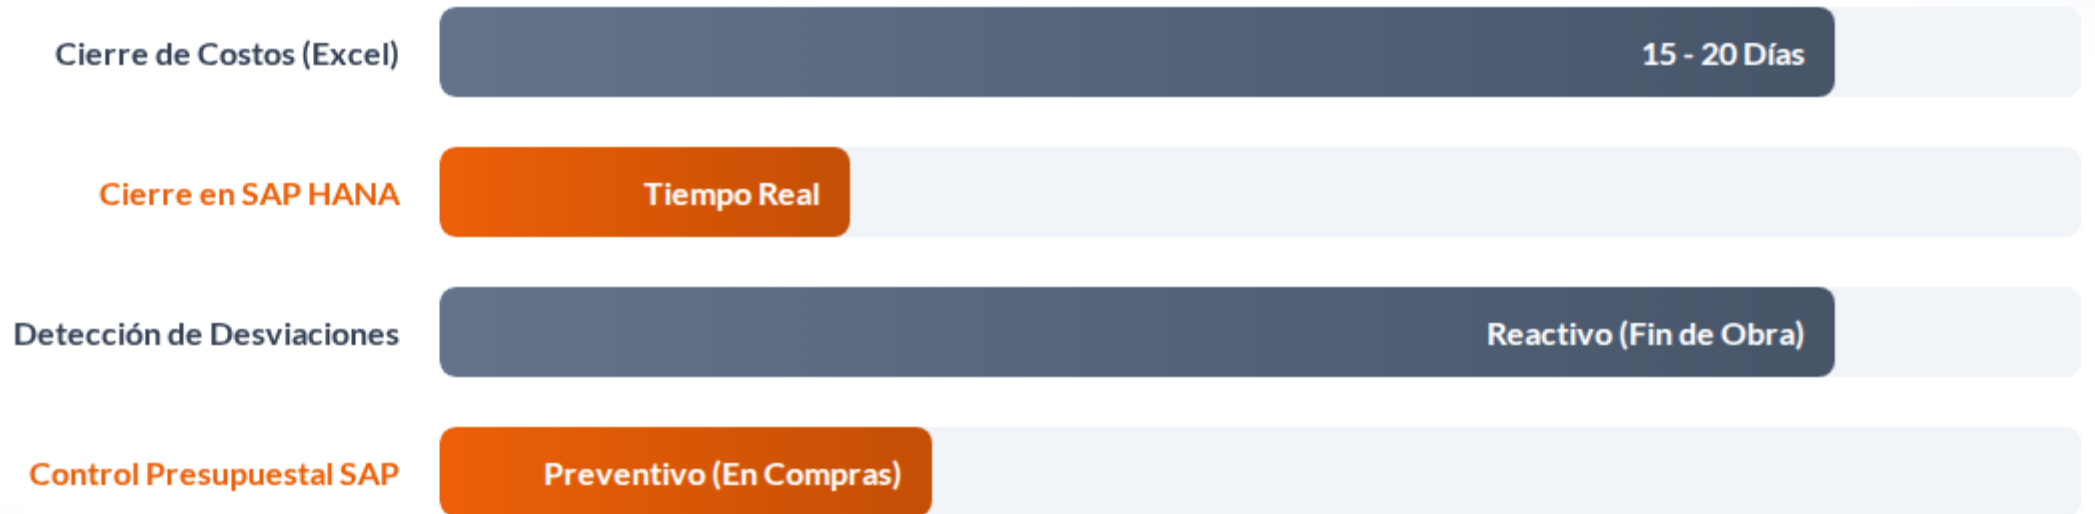 Cierre de Costos (Excel)
15 - 20 Días
Cierre en SAP HANA
Tiempo Real
Detección de Desviaciones
Reactivo (Fin de Obra)
Control Presupuestal SAP
Preventivo (En Compras)